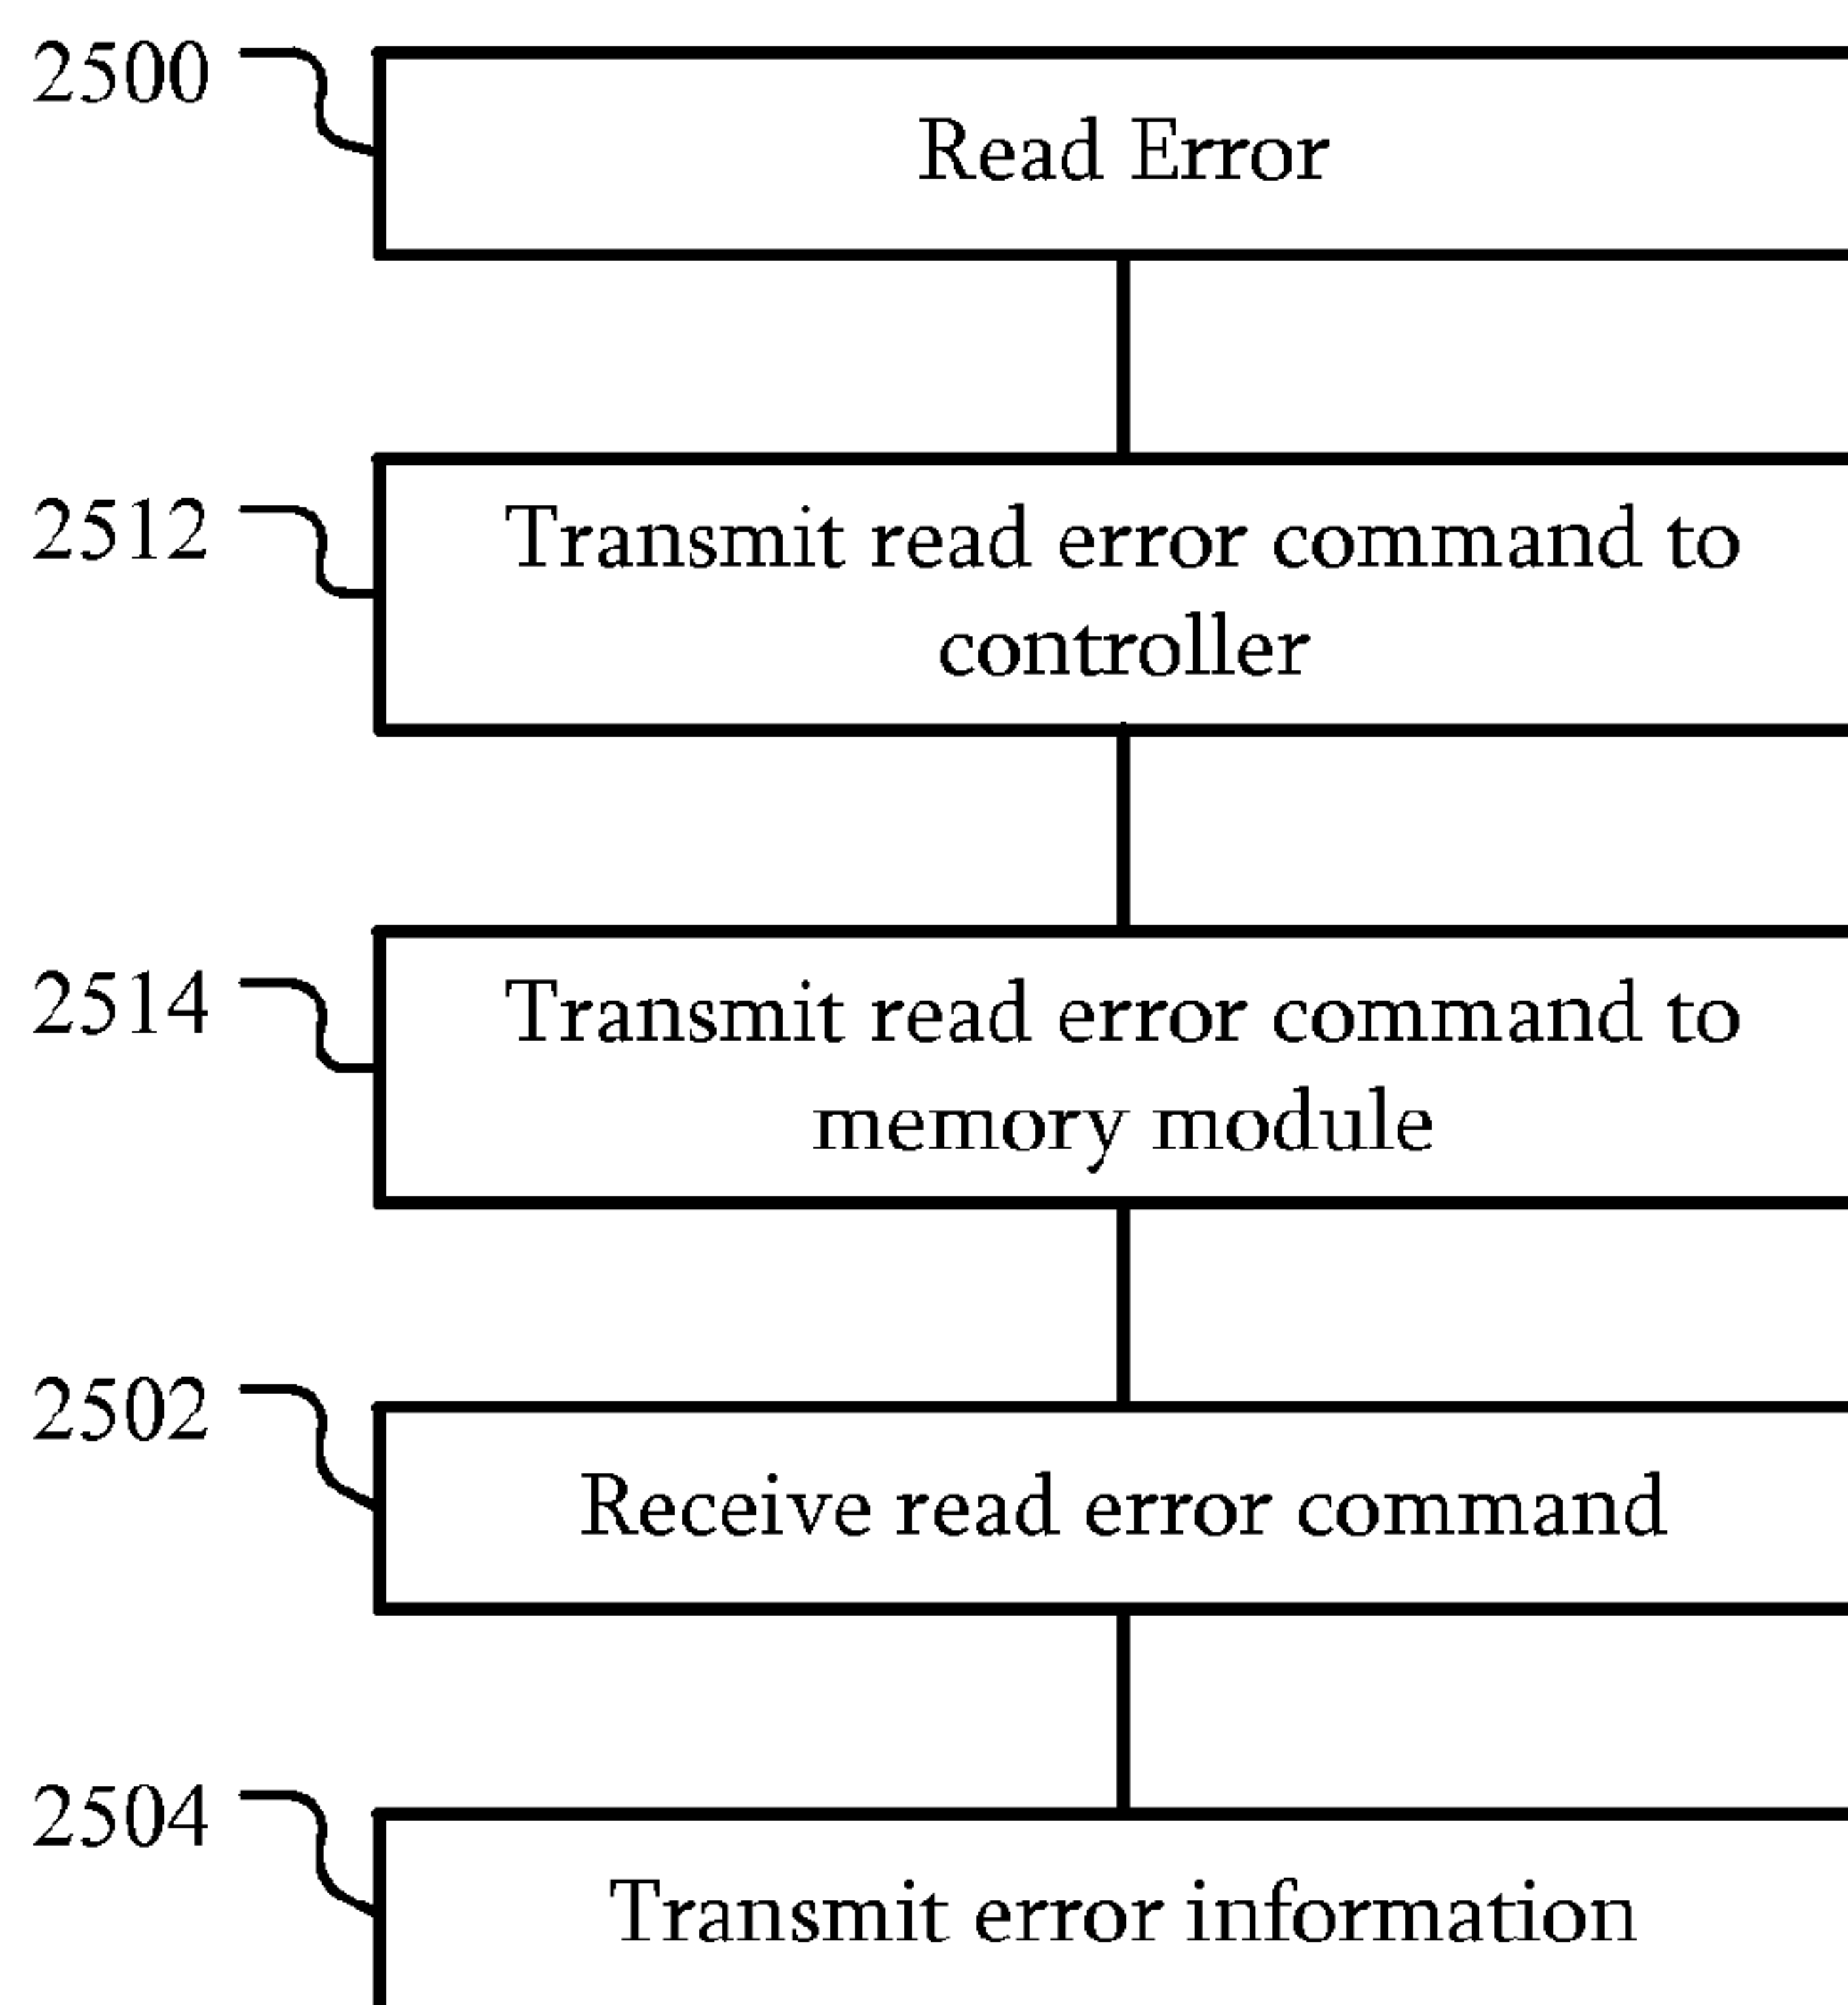 2500
Read Error
2512
Transmit read error command to
controller
2514
Transmit read error command to
memory module
2502
Receive read error command
2504
Transmit error information